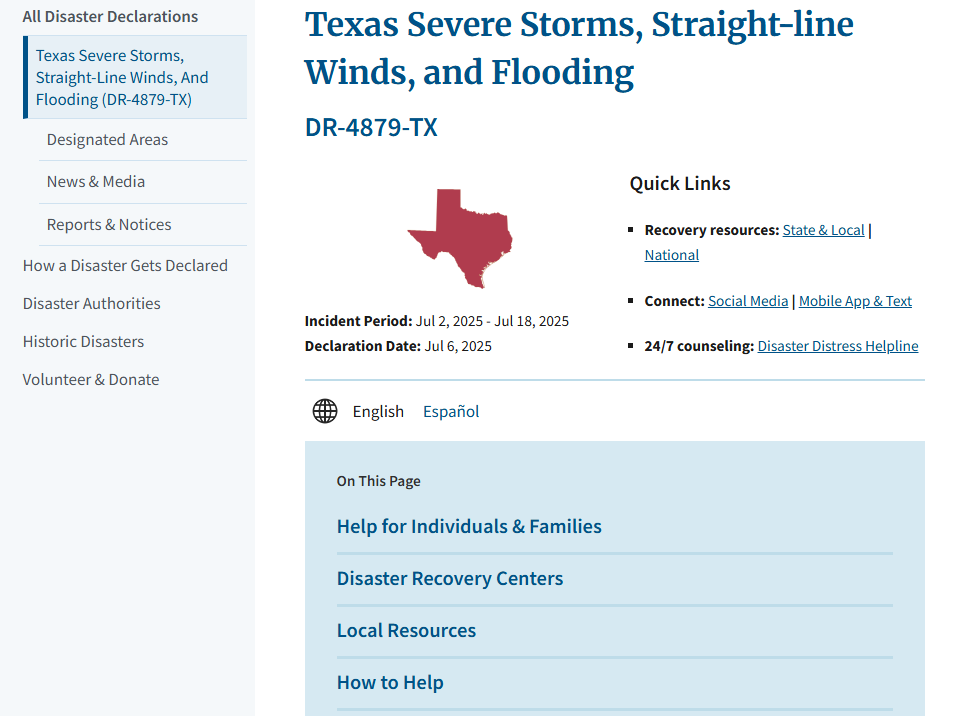 All Disaster Declarations
Texas Severe Storms,
Straight-Line Winds, And
Flooding (DR-4879-TX)
Designated Areas
News & Media
Reports & Notices
How a Disaster Gets Declared
Disaster Authorities
Historic Disasters
Volunteer & Donate
Texas Severe Storms, Straight-line
Winds, and Flooding
DR-4879-TX
Incident Period: Jul 2, 2025 - Jul 18, 2025
Declaration Date: Jul 6, 2025
Quick Links
Recovery resources: State & Local |
National
Connect: Social Media | Mobile App & Text
24/7 counseling: Disaster Distress Helpline
English Español
On This Page
Help for Individuals & Families
Disaster Recovery Centers
Local Resources
How to Help